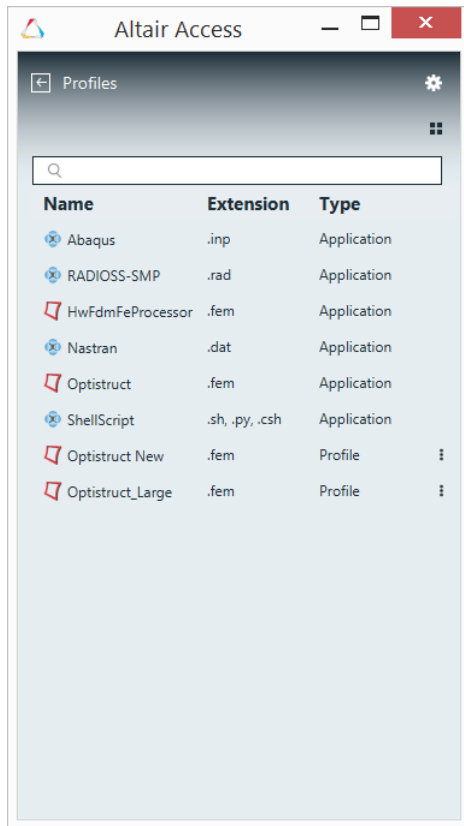 Altair Access
Profiles
Name Extension Type
Abaqus .inp Application
RADIOSS-SMP .rad Application
HwFdmFeProcessor .fem Application
Nastran .dat Application
Optistruct .fem Application
ShellScript .sh, .py, .csh Application
Optistruct New .fem Profile
Optistruct_Large .fem Profile